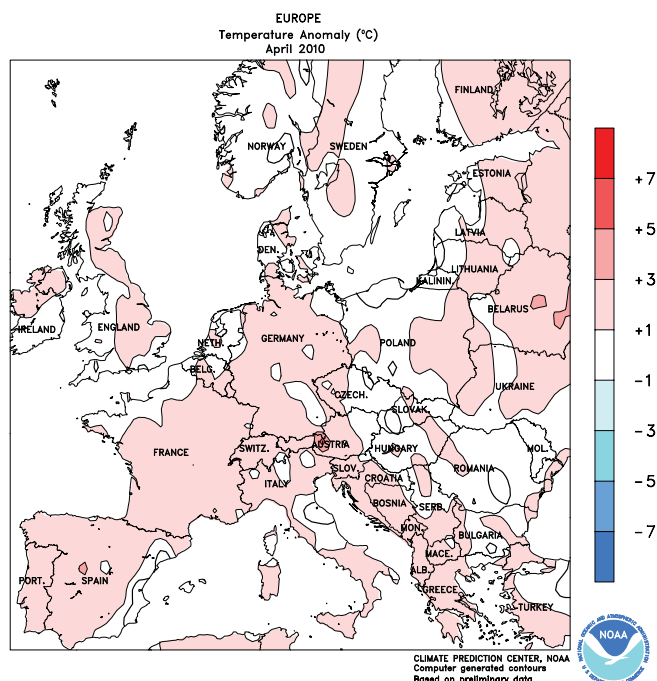 EUROPE
Temperature Anomaly (°C)
April 2010
FINLAND
NORWAY
SWEDEN
ESTONIA
LATVIA
DEN.
LITHUANIA
KALININ.
BELARUS
IRELAND
ENGLAND
NETH.
GERMANY
POLAND
BELG.
UKRAINE
CZECH.
SLOVAK.
FRANCE
SWITZ.
AUSTRIA
HUNGARY
MOL.
SLOV.
ROMANIA
ITALY
CROATIA
BOSNIA
SERB.
MON.
BULGARIA
MACE.
PORT.
SPAIN
ALB.
GREECE
TURKEY
+7
+5
+3
+1
-1
-3
-5
-7
NOAA
CLIMATE PREDICTION CENTER, NOAA
Computer generated contours
Based on preliminary data